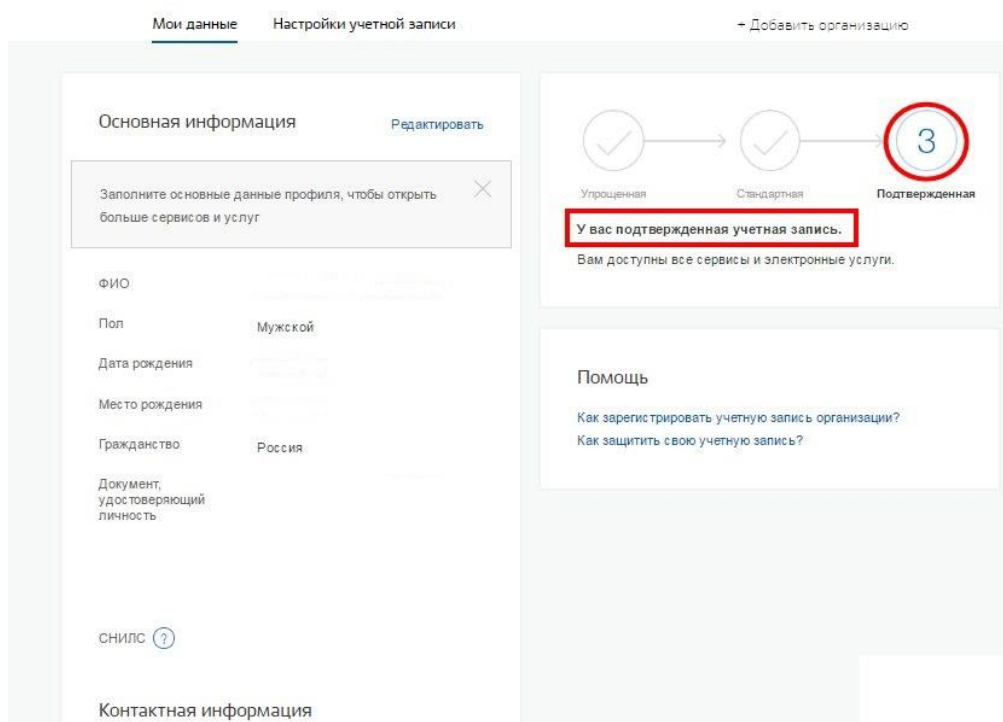 Мои данные
Настройки учетной записи
+ Добавить организацию
Основная информация
Редактировать
Заполните основные данные профиля, чтобы открыть
больше сервисов и услуг
ФИО
Пол
Мужской
Дата рождения
Место рождения
Гражданство
Россия
Документ,
удостоверяющий
личность
СНИЛС ?
Контактная информация
3
Упрощенная
Стандартная
Подтвержденная
У вас подтвержденная учетная запись.
Вам доступны все сервисы и электронные услуги.
Помощь
Как зарегистрировать учетную запись организации?
Как защитить свою учетную запись?